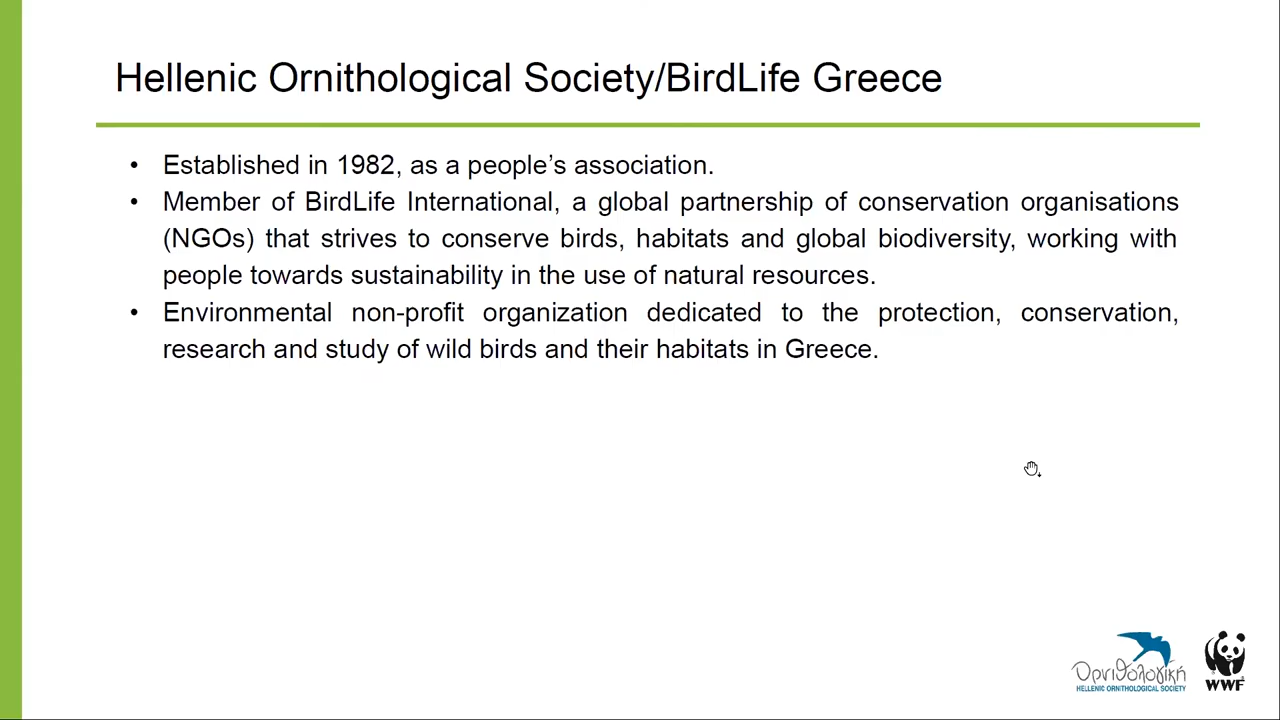 Hellenic Ornithological Society/BirdLife Greece
• Established in 1982, as a people’s association.
• Member of BirdLife International, a global partnership of conservation organisations
(NGOs) that strives to conserve birds, habitats and global biodiversity, working with
people towards sustainability in the use of natural resources.
• Environmental non-profit organization dedicated to the protection, conservation,
research and study of wild birds and their habitats in Greece.
Ορνιθολογική
HELLENIC ORNITHOLOGICAL SOCIETY
WWF